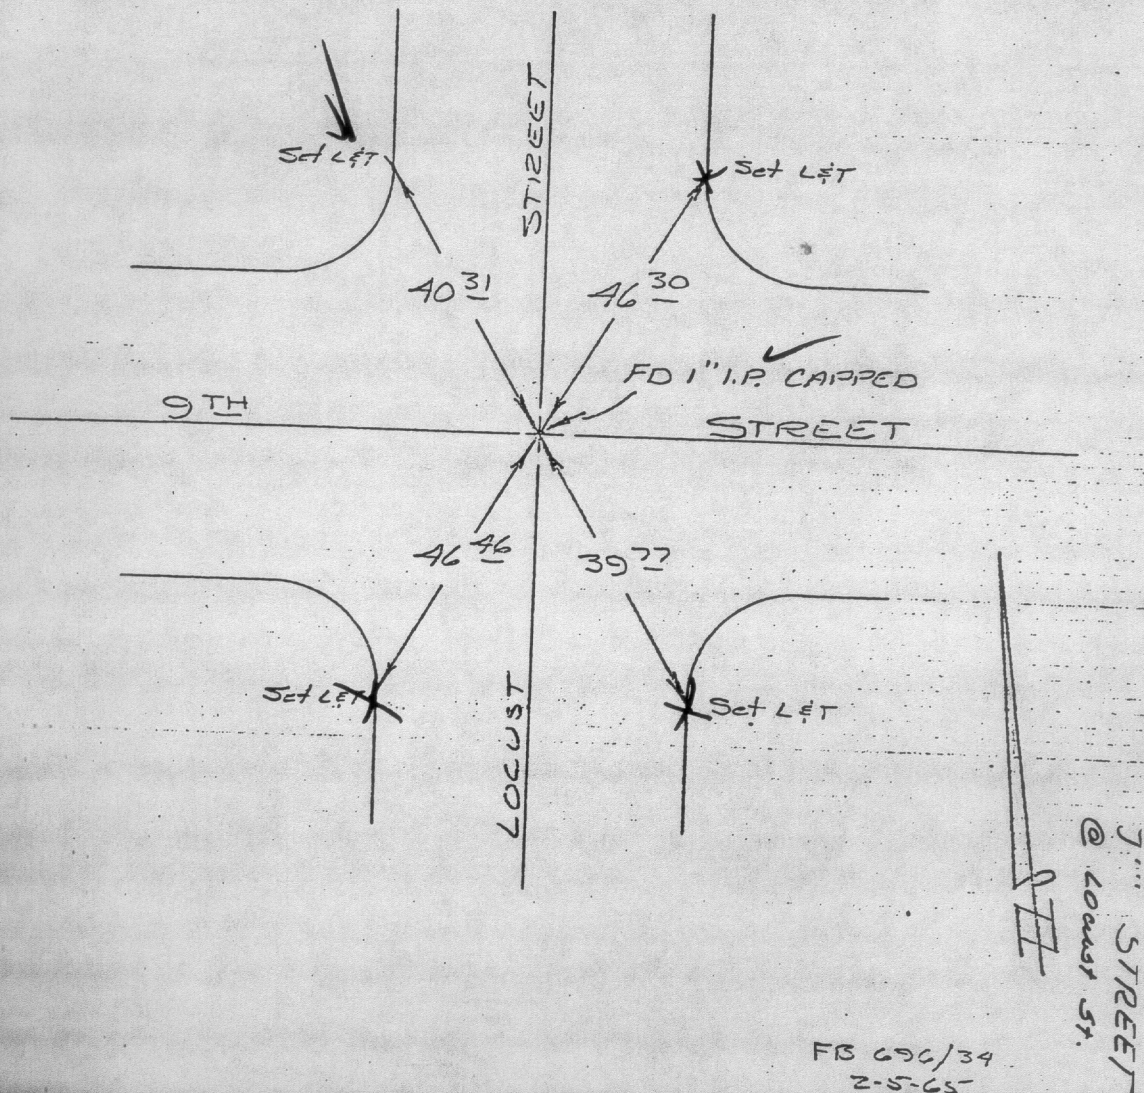 STREET
Set L&T
Set L&T
40 31
46 30
FD 1" I.P. CAPPED
9TH
STREET
46 46
39 77
Set L&T
Set L&T
LOCUST
STREET
@ LOCUST ST.
FB 696/34
2-5-65